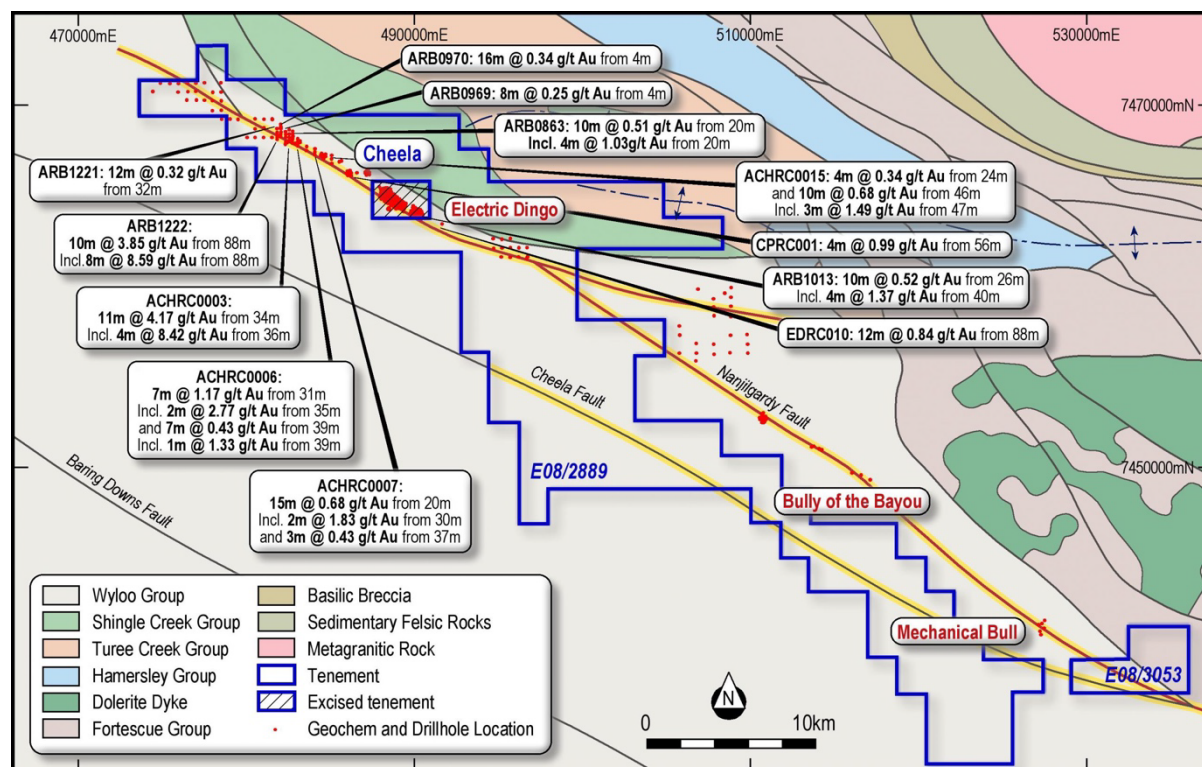 470000mE
490000mE
510000mE
530000mE
ARB0970: 16m @ 0.34 g/t Au from 4m
ARB0969: 8m @ 0.25 g/t Au from 4m
7470000mN
ARB0863: 10m @ 0.51 g/t Au from 20m
Incl. 4m @ 1.03g/t Au from 20m
Cheela
ARB1221: 12m @ 0.32 g/t Au
from 32m
ACHRC0015: 4m @ 0.34 g/t Au from 24m
and 10m @ 0.68 g/t Au from 46m
Incl. 3m @ 1.49 g/t Au from 47m
Electric Dingo
ARB1222:
10m @ 3.85 g/t Au from 88m
Incl. 8m @ 8.59 g/t Au from 88m
CPRC001: 4m @ 0.99 g/t Au from 56m
ARB1013: 10m @ 0.52 g/t Au from 26m
Incl. 4m @ 1.37 g/t Au from 40m
ACHRC0003:
11m @ 4.17 g/t Au from 34m
Incl. 4m @ 8.42 g/t Au from 36m
EDRC010: 12m @ 0.84 g/t Au from 88m
ACHRC0006:
7m @ 1.17 g/t Au from 31m
Incl. 2m @ 2.77 g/t Au from 35m
and 7m @ 0.43 g/t Au from 39m
Incl. 1m @ 1.33 g/t Au from 39m
Cheela Fault
Nanjilgardy Fault
Baring Downs Fault
E08/2889
7450000mN
ACHRC0007:
15m @ 0.68 g/t Au from 20m
Incl. 2m @ 1.83 g/t Au from 30m
and 3m @ 0.43 g/t Au from 37m
Bully of the Bayou
Mechanical Bull
E08/3053
Wyloo Group
Shingle Creek Group
Turee Creek Group
Hamersley Group
Dolerite Dyke
Fortescue Group
Basilic Breccia
Sedimentary Felsic Rocks
Metagranitic Rock
Tenement
Excised tenement
Geochem and Drillhole Location
N
0
10km